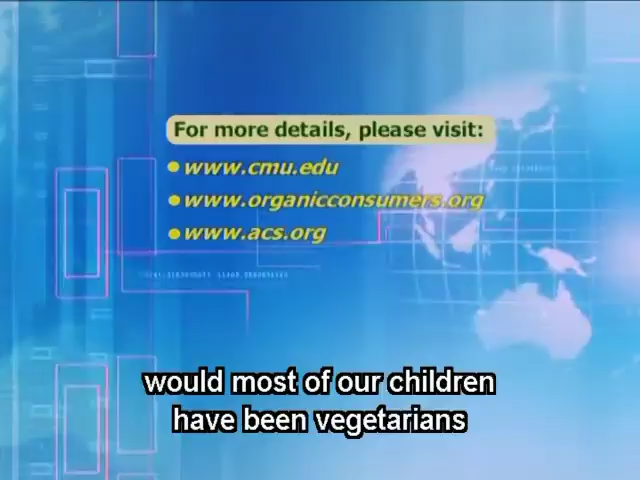 For more details, please visit:
www.cmu.edu
www.organicconsumers.org
www.acs.org
would most of our children
have been vegetarians